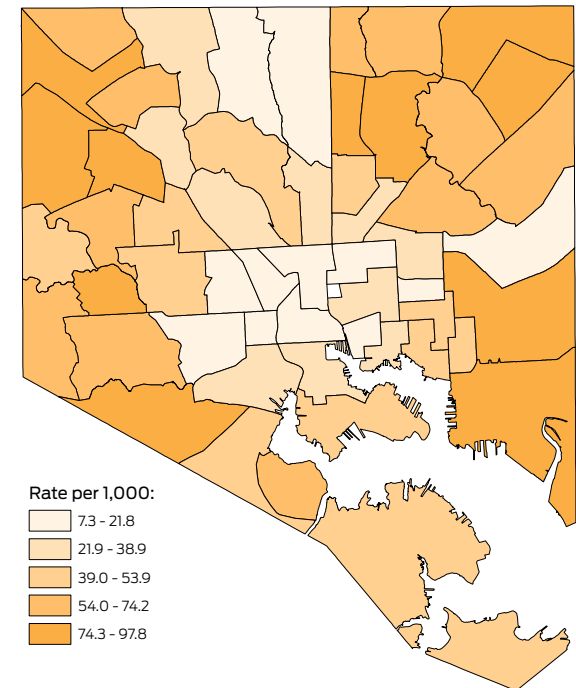 Rate per 1,000:
7.3 - 21.8
21.9 - 38.9
39.0 - 53.9
54.0 - 74.2
74.3 - 97.8